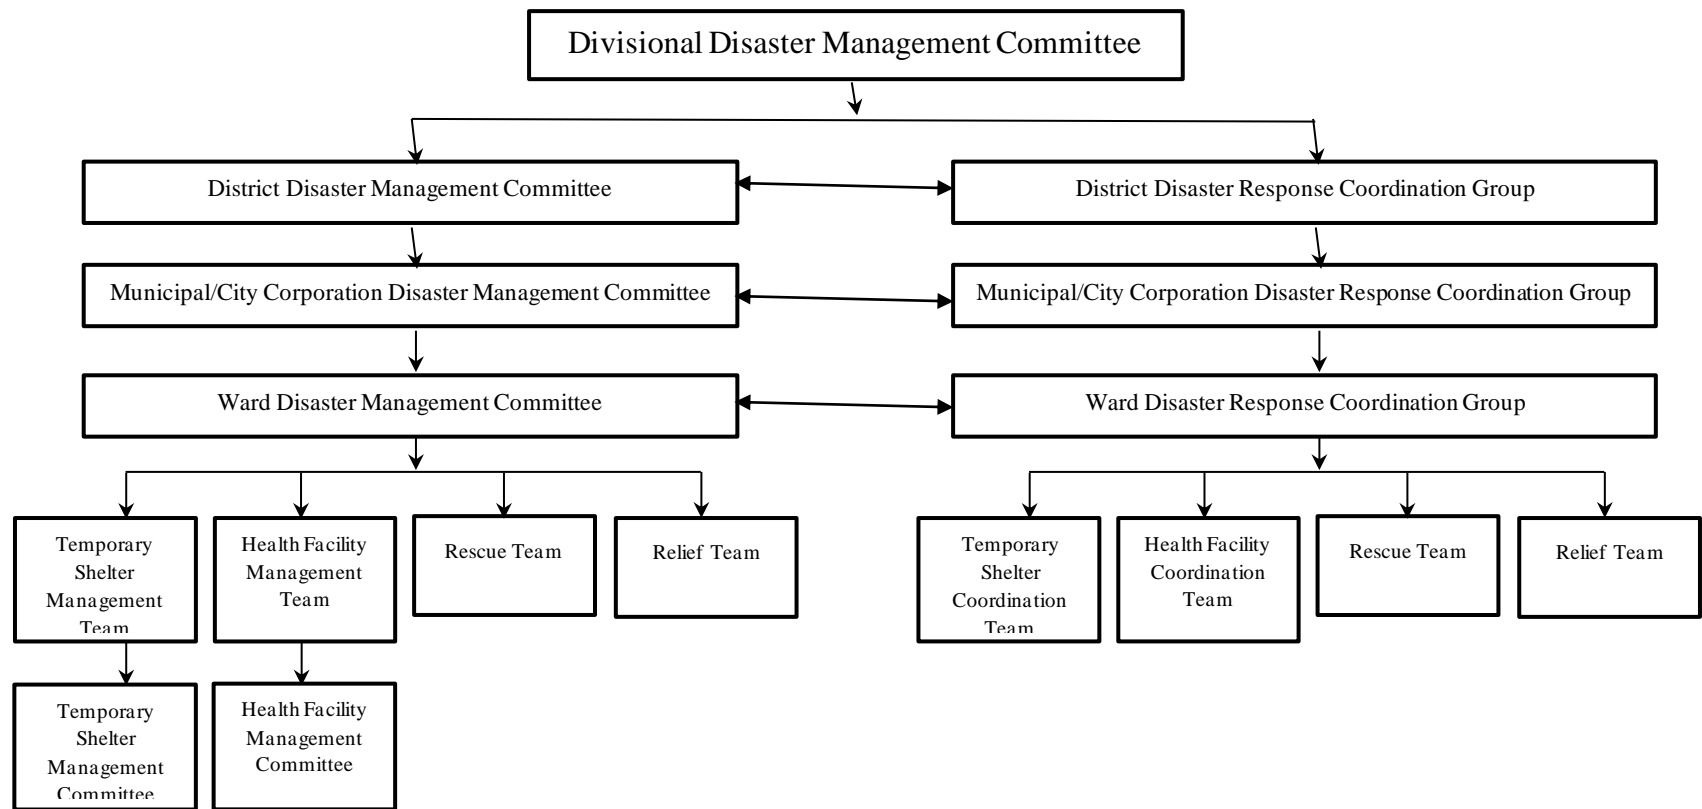 Divisional Disaster Management Committee
District Disaster Management Committee
District Disaster Response Coordination Group
Municipal/City Corporation Disaster Management Committee
Municipal/City Corporation Disaster Response Coordination Group
Ward Disaster Management Committee
Ward Disaster Response Coordination Group
Temporary
Shelter
Management
Team
Health Facility
Management
Team
Rescue Team
Relief Team
Temporary
Shelter
Coordination
Team
Health Facility
Coordination
Team
Rescue Team
Relief Team
Temporary
Shelter
Management
Committee
Health Facility
Management
Committee